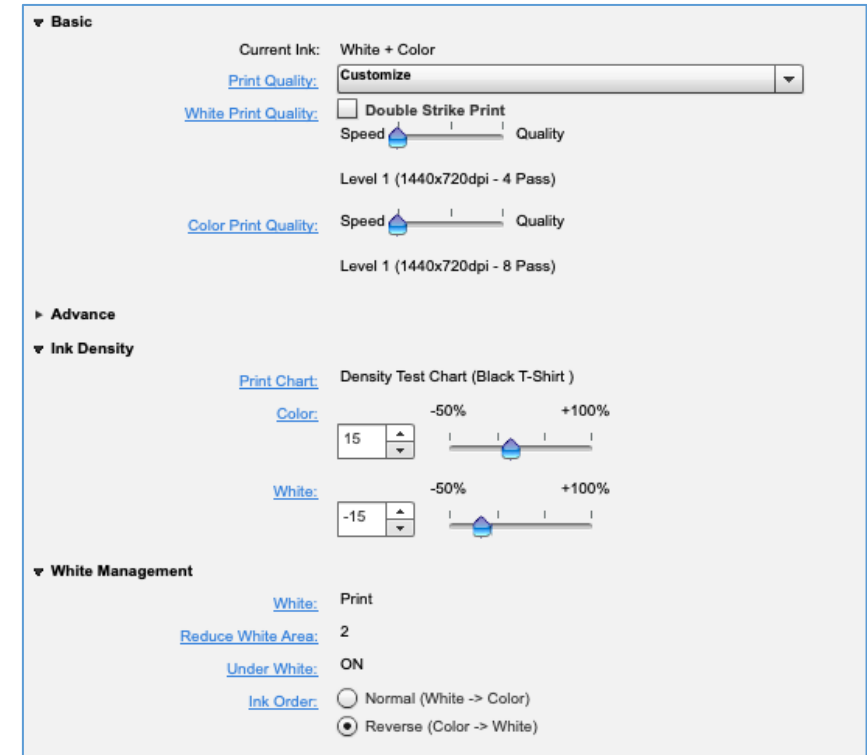 Basic
Current Ink: White + Color
Print Quality: Customize
White Print Quality: Double Strike Print
Speed Quality
Level 1 (1440x720dpi - 4 Pass)
Color Print Quality: Speed Quality
Level 1 (1440x720dpi - 8 Pass)
Advance
Ink Density
Print Chart: Density Test Chart (Black T-Shirt )
Color: -50% +100%
15
White: -50% +100%
-15
White Management
White: Print
Reduce White Area: 2
Under White: ON
Ink Order: Normal (White -> Color)
Reverse (Color -> White)